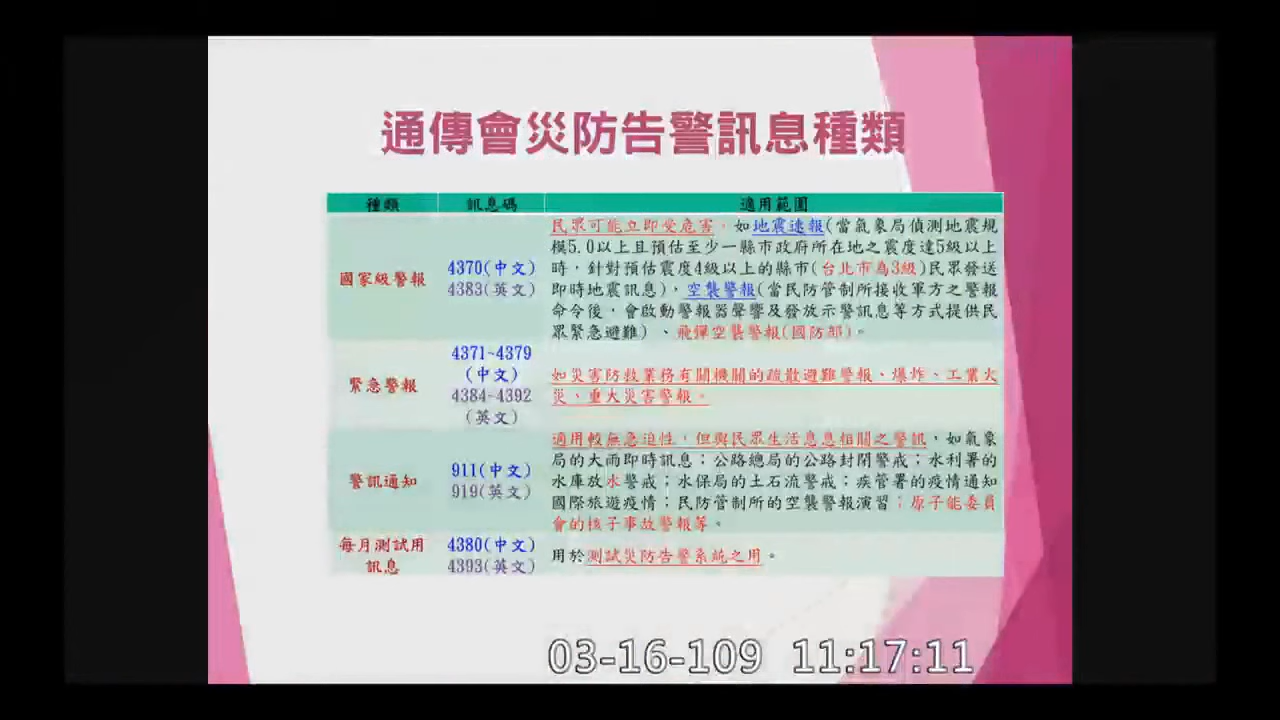 通傳會災防告警訊息種類
種類 訊息碼 適用範圍
國家級警報
4370(中文)
4383(英文)
民眾可能立即受危害，如地震速報(當氣象局偵測地震規
模5.0以上且預估至少一縣市政府所在地之震度達5級以上
時，針對預估震度4級以上的縣市(台北市為3級)民眾發送
即時地震訊息)，空襲警報(當民防管制所接收軍方之警報
命令後，會啟動警報器聲響及發放示警訊息等方式提供民
眾緊急避難)、飛彈空襲警報(國防部)。
緊急警報
4371~4379
(中文)
4384-4392
(英文)
如災害防救業務有關機關的疏散避難警報、爆炸、工業火
災、重大災害警報。
警訊通知
911(中文)
919(英文)
適用較無急迫性，但與民眾生活息息相關之警訊，如氣象
局的大雨即時訊息；公路總局的公路封閉警戒；水利署的
水庫放水警戒；水保局的土石流警戒；疾管署的疫情通知
國際旅遊疫情；民防管制所的空襲警報演習；原子能委員
會的核子事故警報等。
每月測試用
訊息
4380(中文)
4393(英文)
用於測試災防告警系統之用。
03-16-109 11:17:11